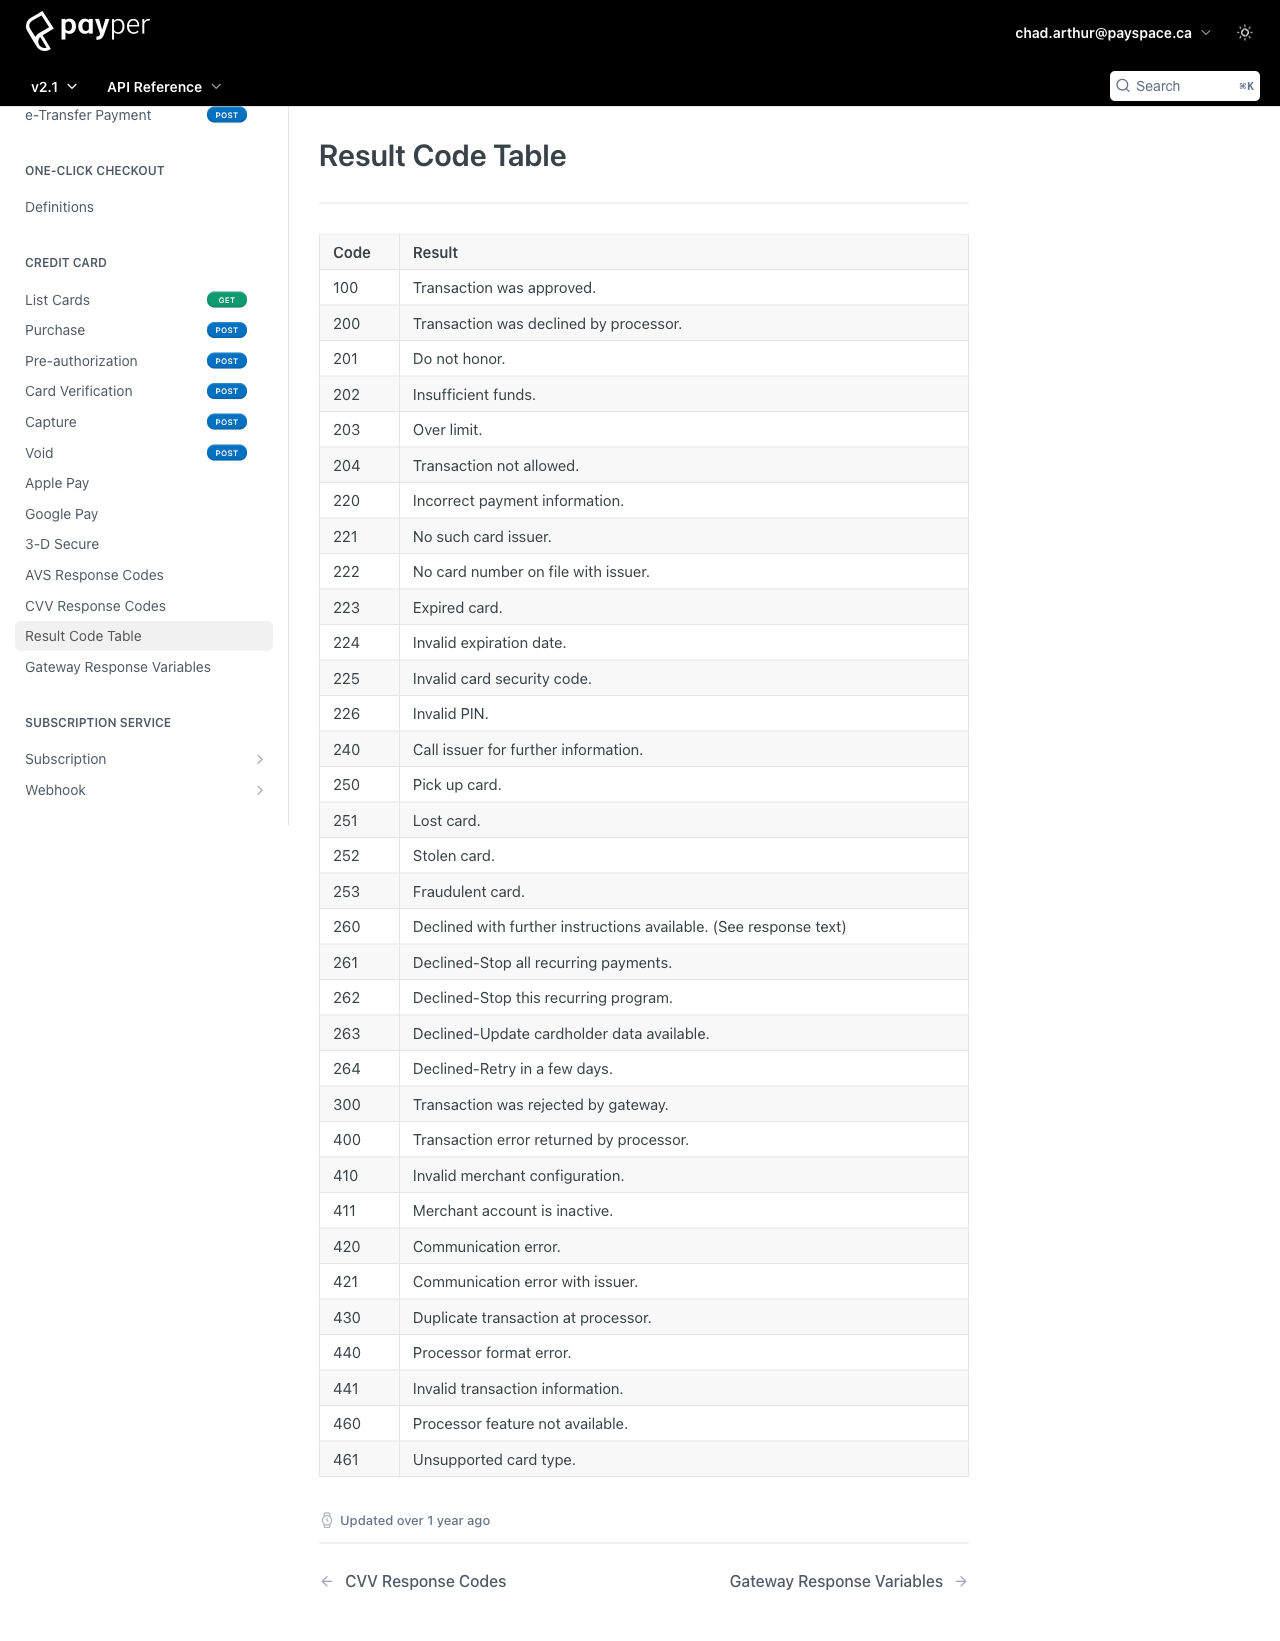 payper
chad.arthur@payspace.ca
v2.1 API Reference
Search ⌘K
e-Transfer Payment POST
ONE-CLICK CHECKOUT
Definitions
CREDIT CARD
List Cards GET
Purchase POST
Pre-authorization POST
Card Verification POST
Capture POST
Void POST
Apple Pay
Google Pay
3-D Secure
AVS Response Codes
CVV Response Codes
Result Code Table
Gateway Response Variables
SUBSCRIPTION SERVICE
Subscription
Webhook
Result Code Table
Code Result
100 Transaction was approved.
200 Transaction was declined by processor.
201 Do not honor.
202 Insufficient funds.
203 Over limit.
204 Transaction not allowed.
220 Incorrect payment information.
221 No such card issuer.
222 No card number on file with issuer.
223 Expired card.
224 Invalid expiration date.
225 Invalid card security code.
226 Invalid PIN.
240 Call issuer for further information.
250 Pick up card.
251 Lost card.
252 Stolen card.
253 Fraudulent card.
260 Declined with further instructions available. (See response text)
261 Declined-Stop all recurring payments.
262 Declined-Stop this recurring program.
263 Declined-Update cardholder data available.
264 Declined-Retry in a few days.
300 Transaction was rejected by gateway.
400 Transaction error returned by processor.
410 Invalid merchant configuration.
411 Merchant account is inactive.
420 Communication error.
421 Communication error with issuer.
430 Duplicate transaction at processor.
440 Processor format error.
441 Invalid transaction information.
460 Processor feature not available.
461 Unsupported card type.
Updated over 1 year ago
CVV Response Codes
Gateway Response Variables